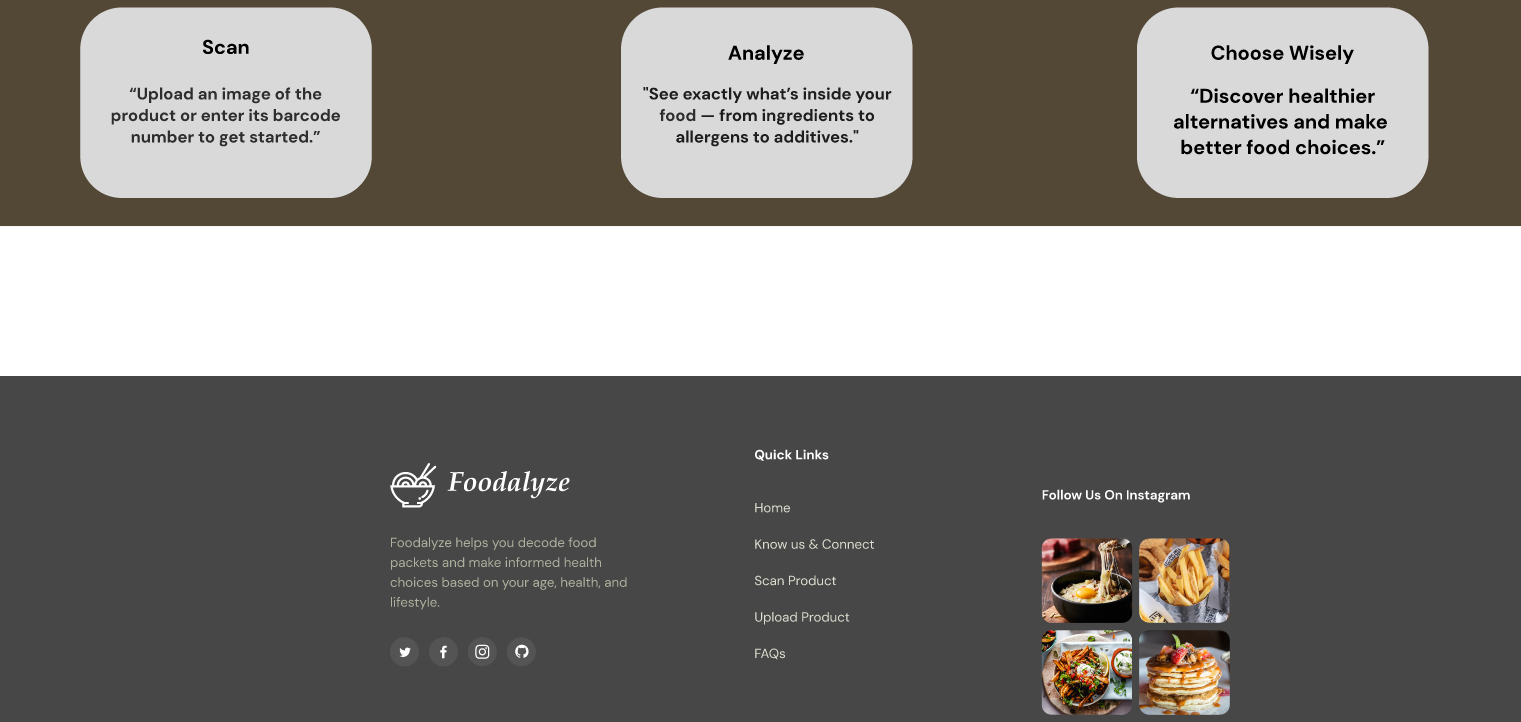 Scan
“Upload an image of the
product or enter its barcode
number to get started.”
Analyze
"See exactly what’s inside your
food — from ingredients to
allergens to additives."
Choose Wisely
“Discover healthier
alternatives and make
better food choices.”
Foodalyze
Foodalyze helps you decode food
packets and make informed health
choices based on your age, health, and
lifestyle.
Quick Links
Home
Know us & Connect
Scan Product
Upload Product
FAQs
Follow Us On Instagram